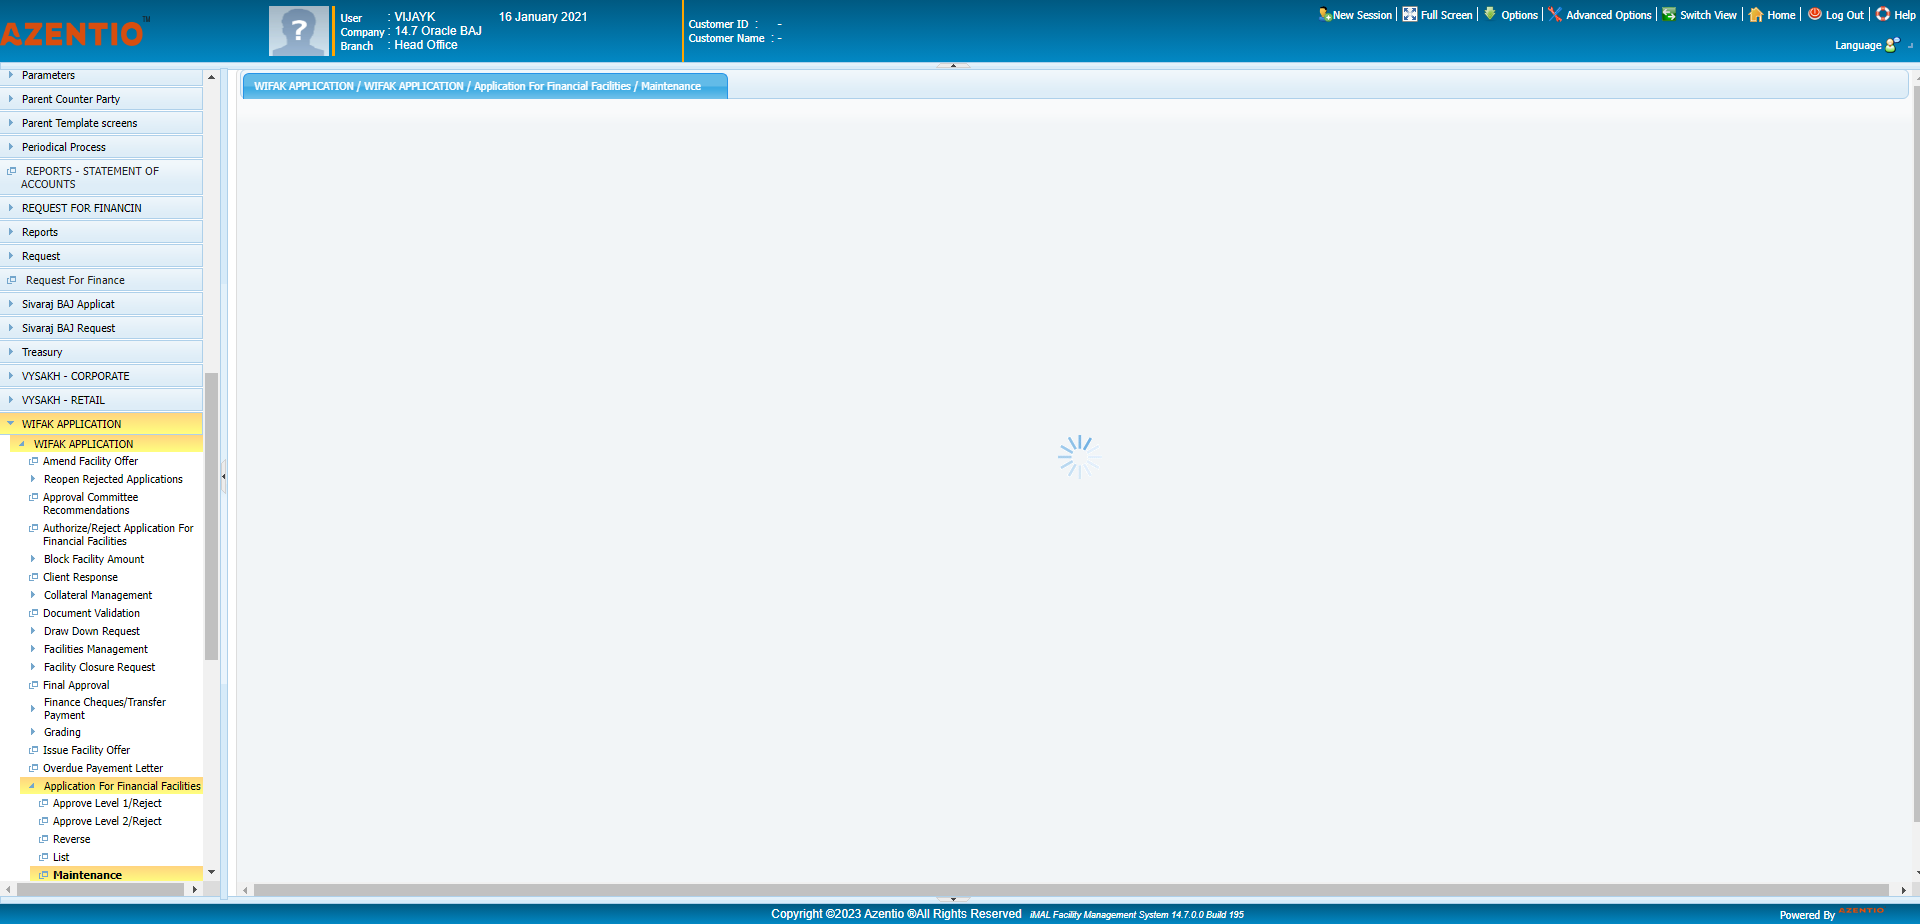 AZENTIO TM
User : VIJAYK 16 January 2021
Company : 14.7 Oracle BAJ
Branch : Head Office
Customer ID : -
Customer Name : -
New Session Full Screen Options Advanced Options Switch View Home Log Out Help
Language
Parameters
Parent Counter Party
Parent Template screens
Periodical Process
REPORTS - STATEMENT OF
ACCOUNTS
REQUEST FOR FINANCIN
Reports
Request
Request For Finance
Sivaraj BAJ Applicat
Sivaraj BAJ Request
Treasury
VYSAKH - CORPORATE
VYSAKH - RETAIL
WIFAK APPLICATION
WIFAK APPLICATION
Amend Facility Offer
Reopen Rejected Applications
Approval Committee
Recommendations
Authorize/Reject Application For
Financial Facilities
Block Facility Amount
Client Response
Collateral Management
Document Validation
Draw Down Request
Facilities Management
Facility Closure Request
Final Approval
Finance Cheques/Transfer
Payment
Grading
Issue Facility Offer
Overdue Payement Letter
Application For Financial Facilities
Approve Level 1/Reject
Approve Level 2/Reject
Reverse
List
Maintenance
WIFAK APPLICATION / WIFAK APPLICATION / Application For Financial Facilities / Maintenance
Copyright ©2023 Azentio ®All Rights Reserved iMAL Facility Management System 14.7.0.0 Build 195
Powered By AZENTIO